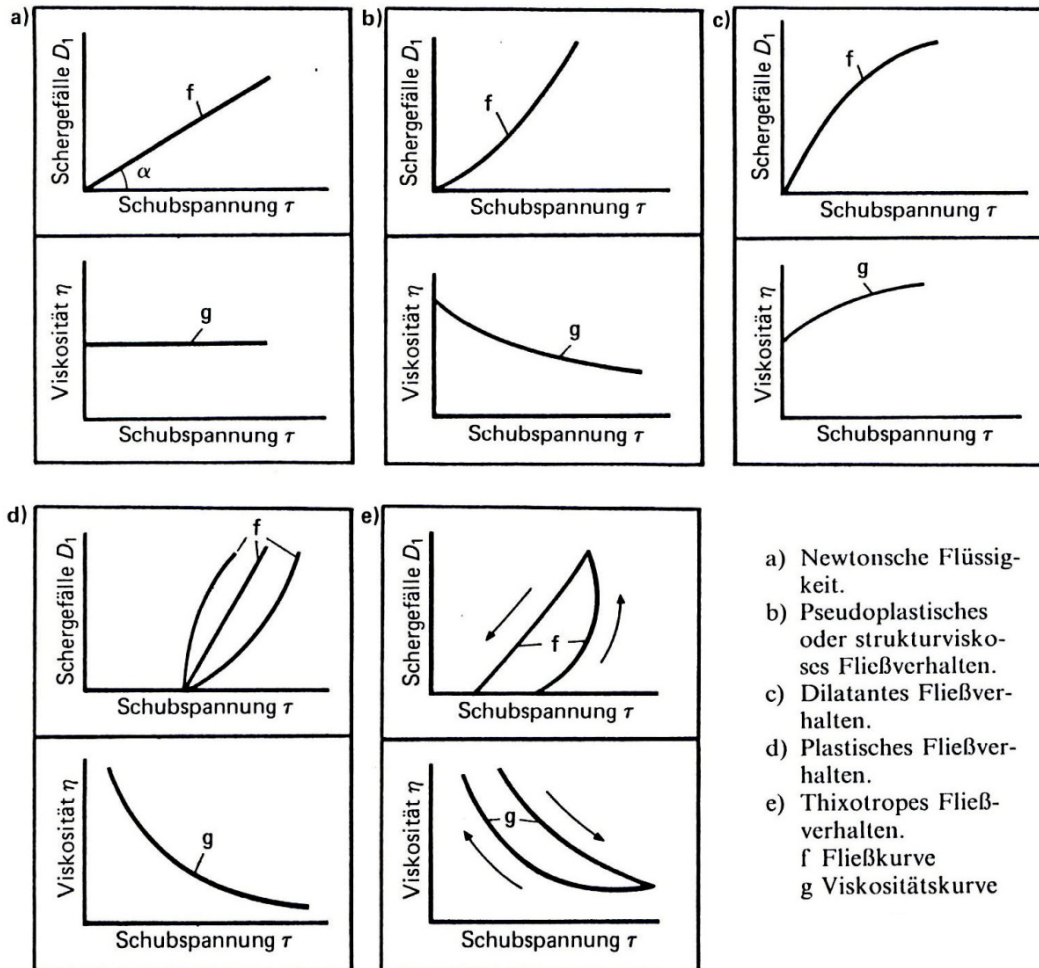 a)
Schergefälle D1
f
α
Schubspannung τ
Viskosität η
g
Schubspannung τ
b)
Schergefälle D1
f
Schubspannung τ
Viskosität η
g
Schubspannung τ
c)
Schergefälle D1
f
Schubspannung τ
Viskosität η
g
Schubspannung τ
d)
Schergefälle D1
f
Schubspannung τ
Viskosität η
g
Schubspannung τ
e)
Schergefälle D1
f
Schubspannung τ
Viskosität η
g
Schubspannung τ
a) Newtonsche Flüssig-
keit.
b) Pseudoplastisches
oder strukturvisko-
ses Fließverhalten.
c) Dilatantes Fließver-
halten.
d) Plastisches Fließver-
halten.
e) Thixotropes Fließ-
verhalten.
f Fließkurve
g Viskositätskurve